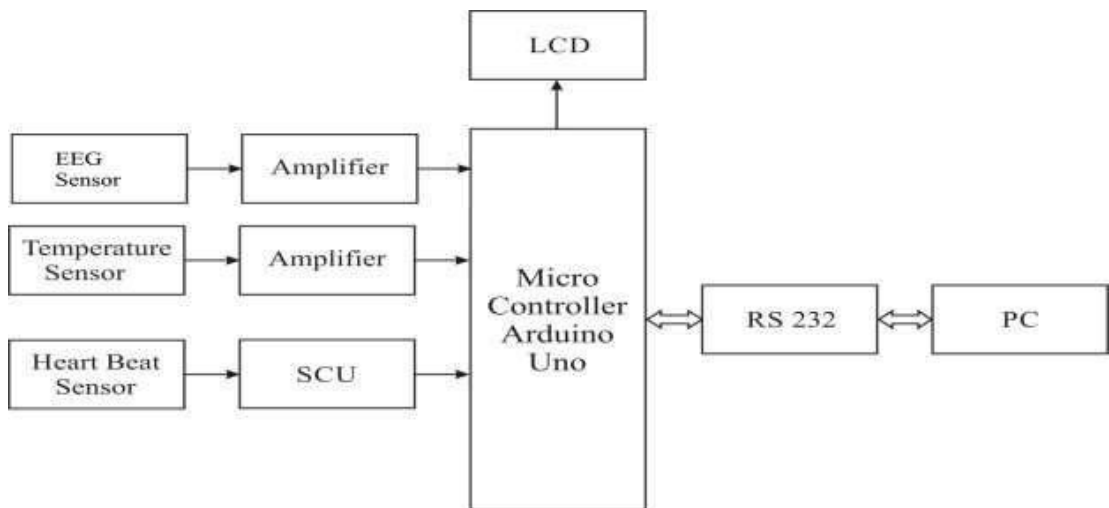 LCD
EEG
Sensor
Amplifier
Temperature
Sensor
Amplifier
Heart Beat
Sensor
SCU
Micro
Controller
Arduino
Uno
RS 232
PC